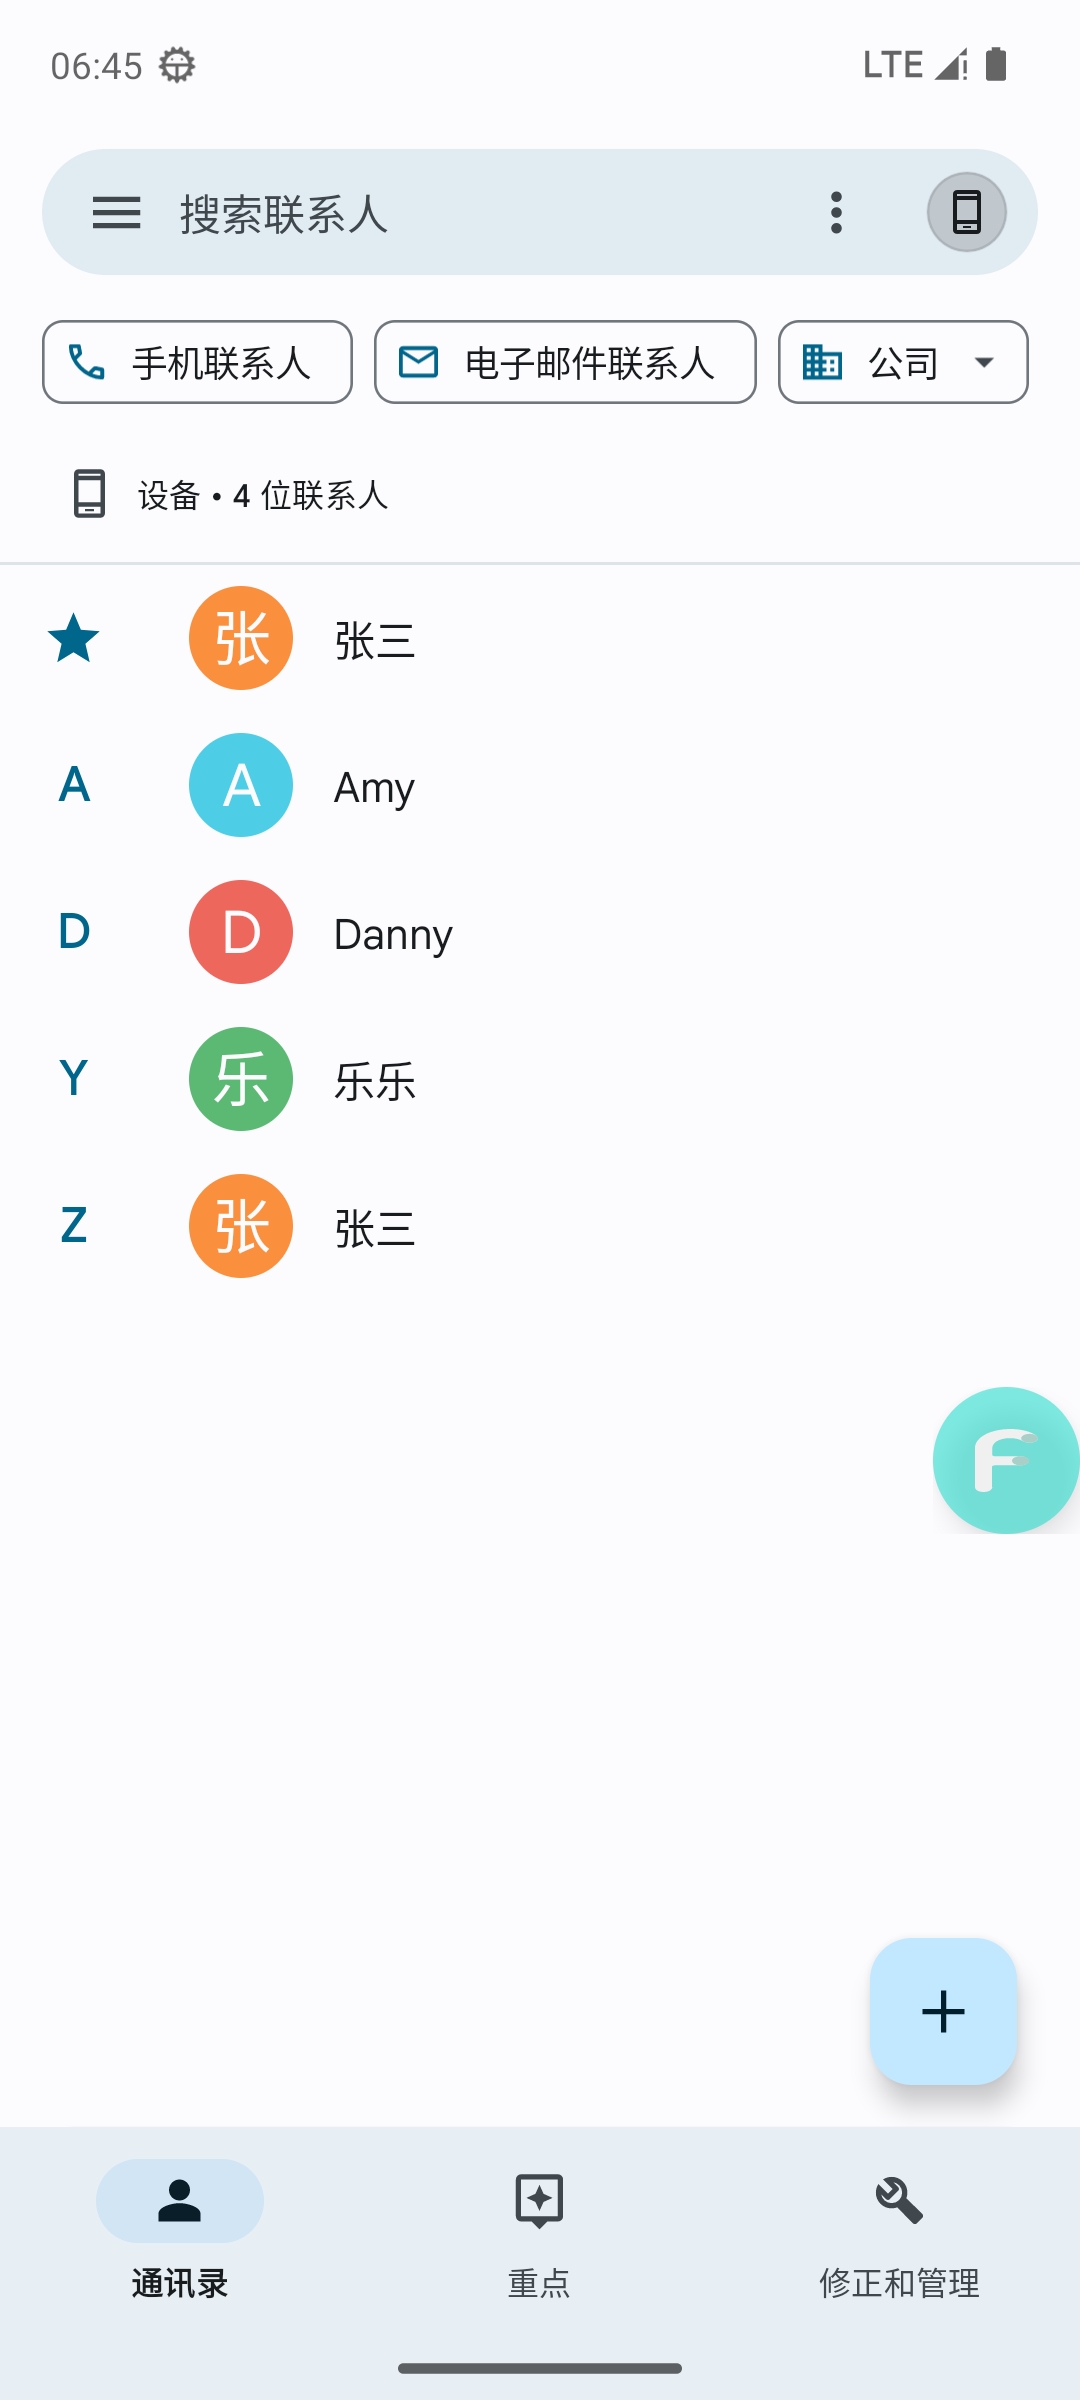 06:45 LTE
搜索联系人
手机联系人 电子邮件联系人 公司
设备 • 4 位联系人
张 张三
A A Amy
D D Danny
Y 乐 乐乐
Z 张 张三
F
通讯录 重点 修正和管理